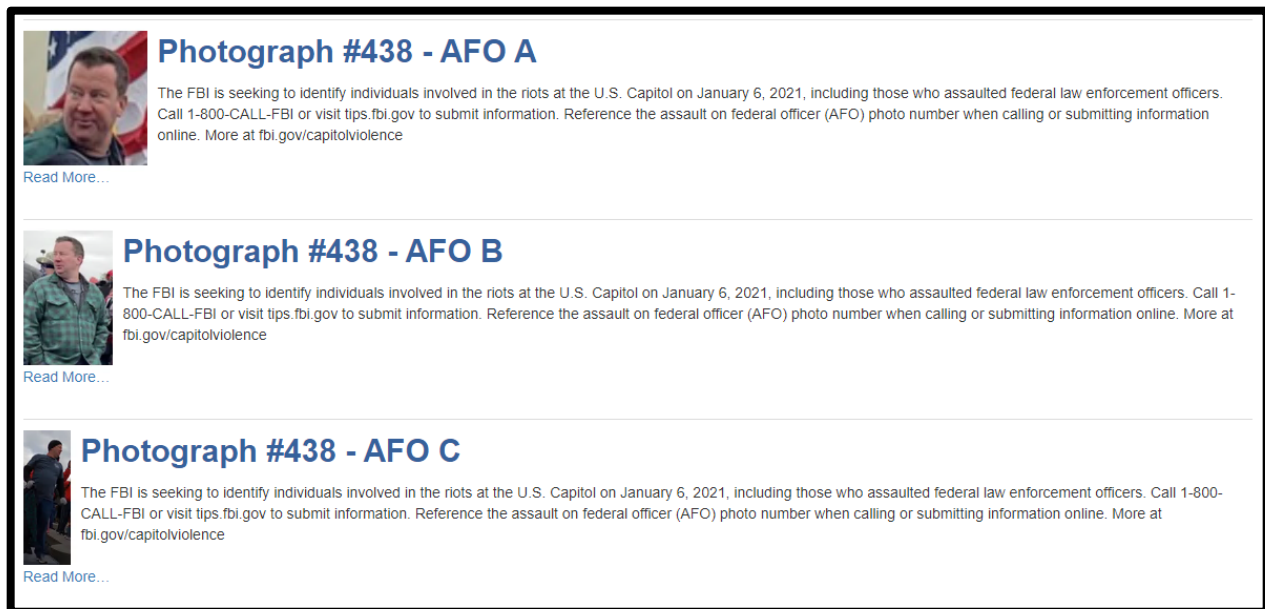 Photograph #438 - AFO A
The FBI is seeking to identify individuals involved in the riots at the U.S. Capitol on January 6, 2021, including those who assaulted federal law enforcement officers.
Call 1-800-CALL-FBI or visit tips.fbi.gov to submit information. Reference the assault on federal officer (AFO) photo number when calling or submitting information
online. More at fbi.gov/capitolviolence
Read More...
Photograph #438 - AFO B
The FBI is seeking to identify individuals involved in the riots at the U.S. Capitol on January 6, 2021, including those who assaulted federal law enforcement officers. Call 1-
800-CALL-FBI or visit tips.fbi.gov to submit information. Reference the assault on federal officer (AFO) photo number when calling or submitting information online. More at
fbi.gov/capitolviolence
Read More...
Photograph #438 - AFO C
The FBI is seeking to identify individuals involved in the riots at the U.S. Capitol on January 6, 2021, including those who assaulted federal law enforcement officers. Call 1-800-
CALL-FBI or visit tips.fbi.gov to submit information. Reference the assault on federal officer (AFO) photo number when calling or submitting information online. More at
fbi.gov/capitolviolence
Read More...